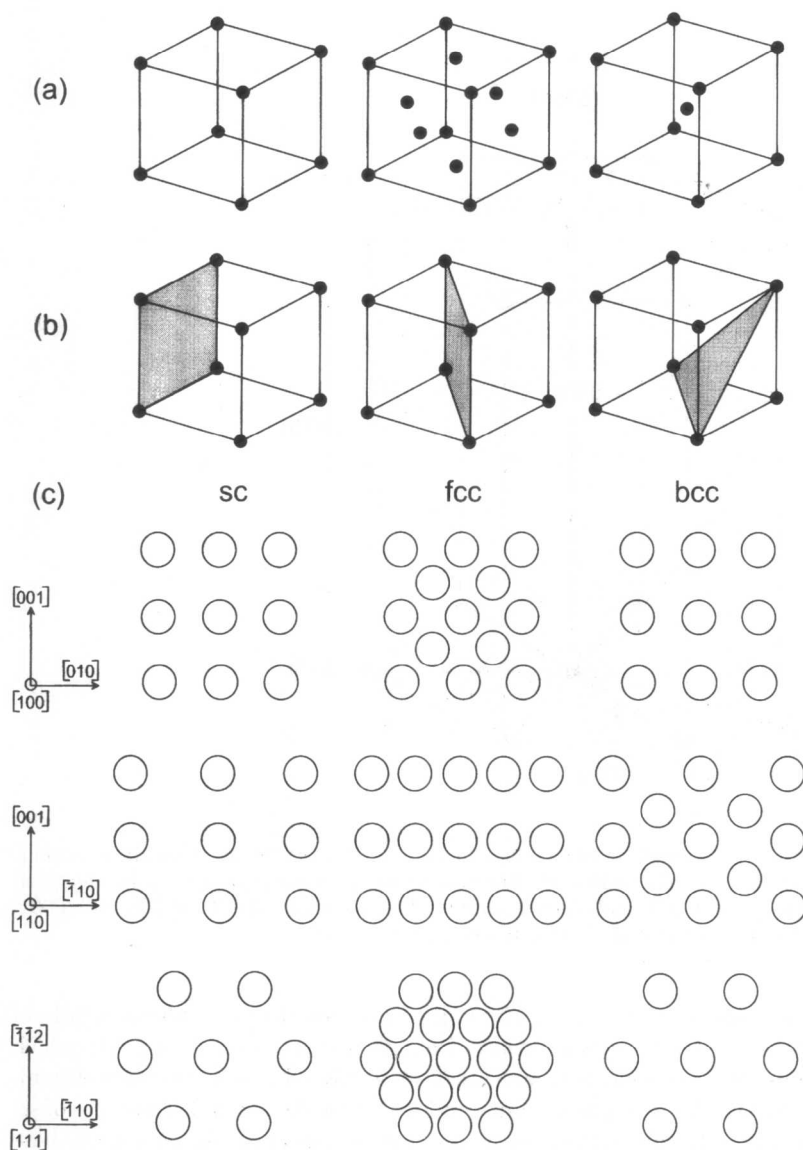 (a)
(b)
(c)
sc fcc bcc
[001]
[010]
[100]
[001]
[1̄10]
[110]
[1̄1̄2]
[1̄10]
[111]